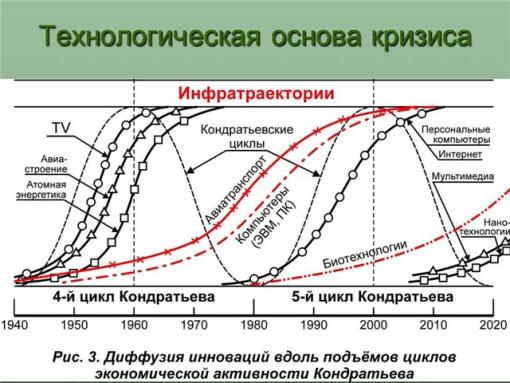 Технологическая основа кризиса
Инфратраектории
TV
Авиа-
строение
Атомная
энергетика
Кондратьевские
циклы
Авиатранспорт
Компьютеры
(ЭВМ, ПК)
Персональные
компьютеры
Интернет
Мультимедиа
Нано-
технологии
Биотехнологии
4-й цикл Кондратьева
5-й цикл Кондратьева
1940 1950 1960 1970 1980 1990 2000 2010 2020
Рис. 3. Диффузия инноваций вдоль подъёмов циклов
экономической активности Кондратьева